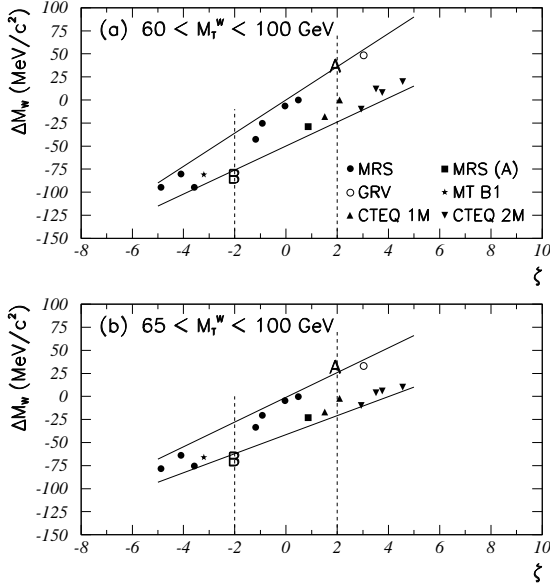 (a) 60 < M_T^W < 100 GeV
ΔM_W (MeV/c²)
100
75
50
25
0
-25
-50
-75
-100
-125
-150
A
B
MRS
MRS (A)
GRV
MT B1
CTEQ 1M
CTEQ 2M
-8 -6 -4 -2 0 2 4 6 8 10
ζ
(b) 65 < M_T^W < 100 GeV
ΔM_W (MeV/c²)
100
75
50
25
0
-25
-50
-75
-100
-125
-150
A
B
-8 -6 -4 -2 0 2 4 6 8 10
ζ